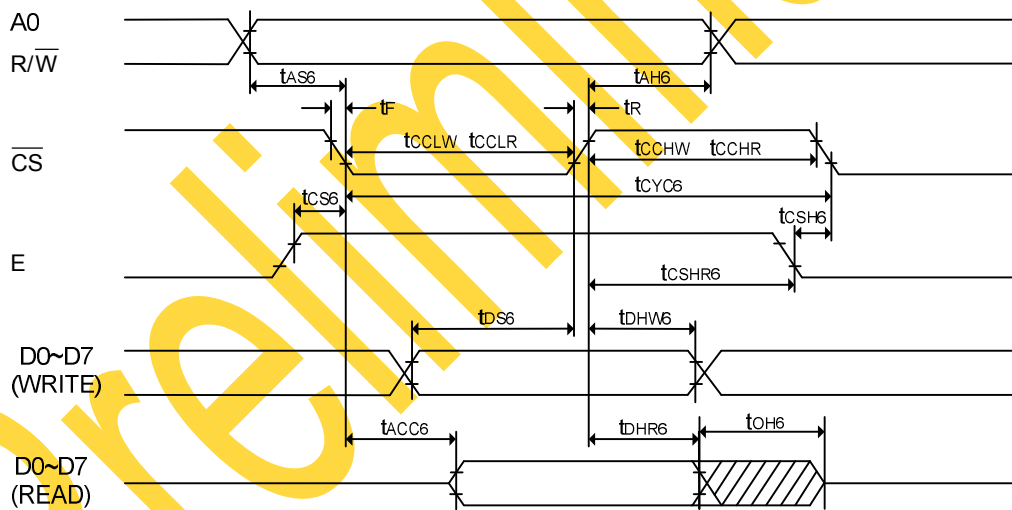 A0
R/W̅
tAS6
tAH6
tF
tR
C̅S̅
tCCLW tCCLR
tCCHW tCCHR
tCYC6
tCS6
tCSH6
E
tCSHR6
tDS6
tDHW6
D0~D7
(WRITE)
tACC6
tDHR6
tOH6
D0~D7
(READ)